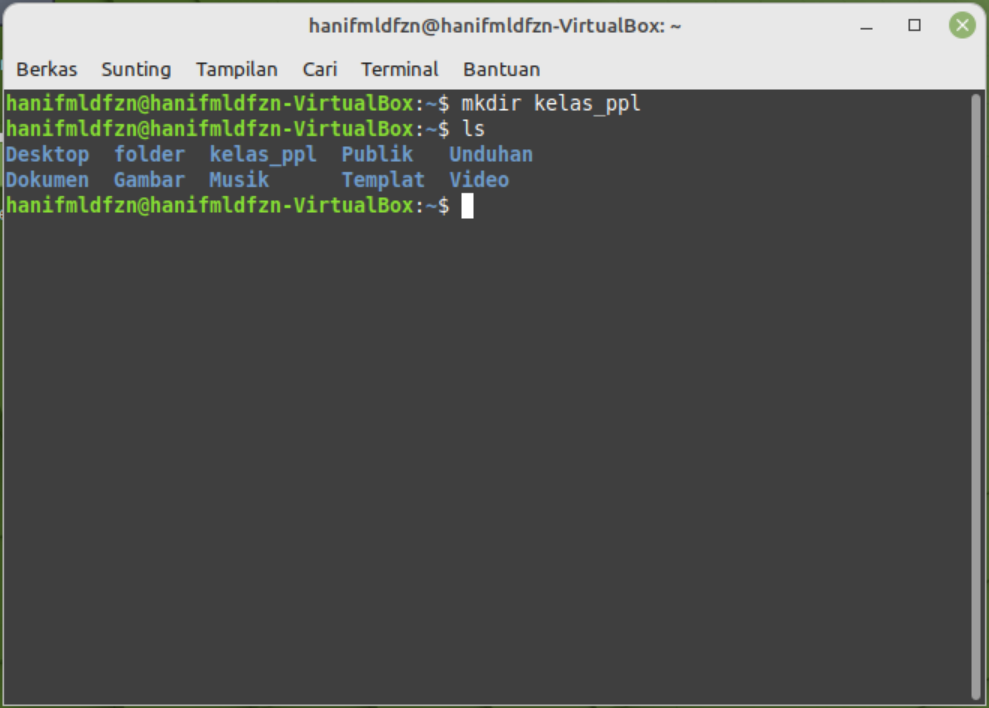 hanifmldfzn@hanifmldfzn-VirtualBox: ~
Berkas Sunting Tampilan Cari Terminal Bantuan
hanifmldfzn@hanifmldfzn-VirtualBox:~$ mkdir kelas_ppl
hanifmldfzn@hanifmldfzn-VirtualBox:~$ ls
Desktop folder kelas_ppl Publik Unduhan
Dokumen Gambar Musik Templat Video
hanifmldfzn@hanifmldfzn-VirtualBox:~$